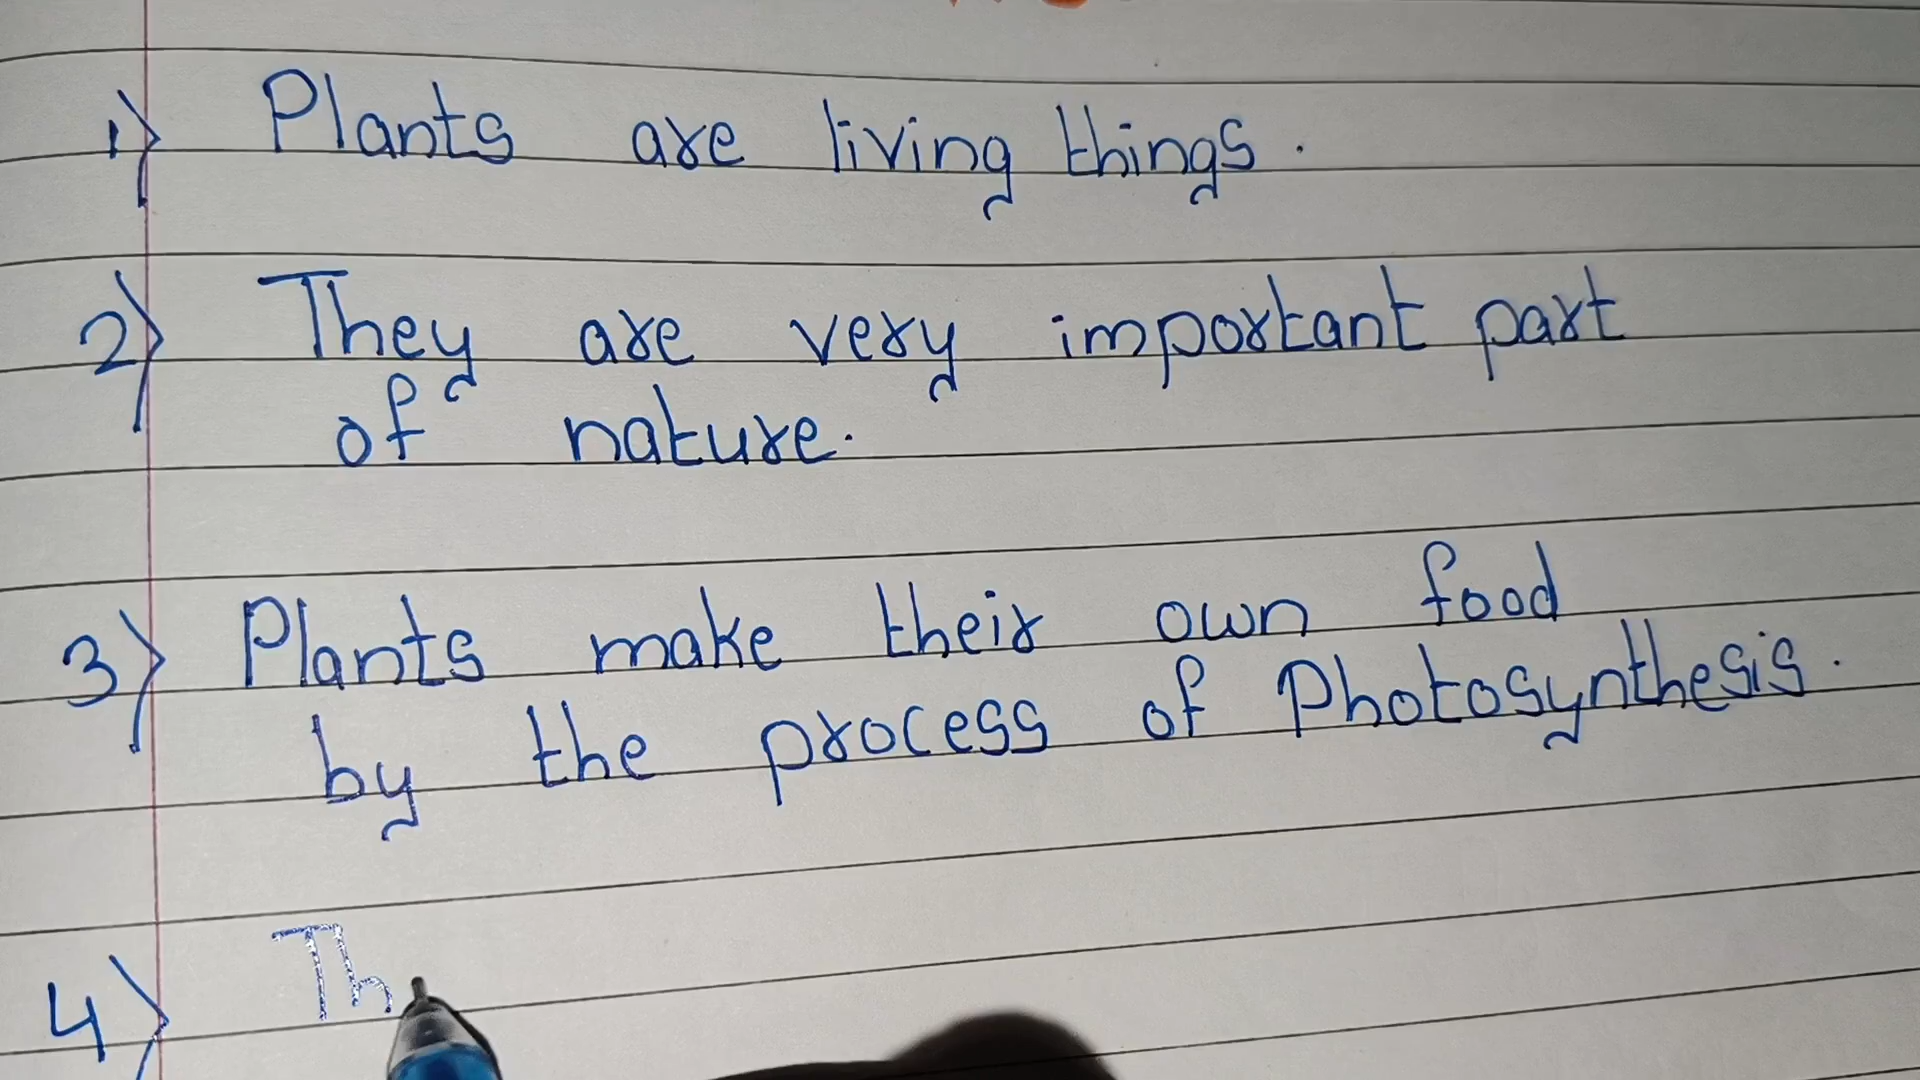 1) Plants are living things.
2) They are very important part
of nature.
3) Plants make their own food
by the process of Photosynthesis.
4) Th